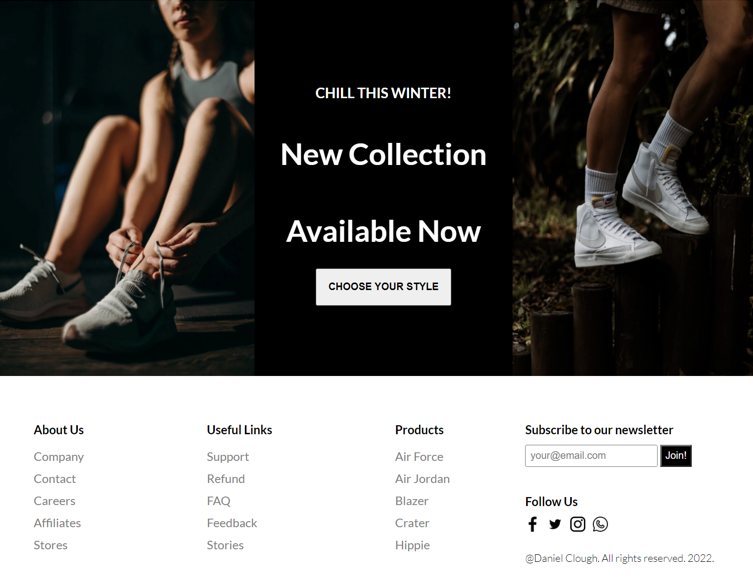 CHILL THIS WINTER!
New Collection
Available Now
CHOOSE YOUR STYLE
About Us
Company
Contact
Careers
Affiliates
Stores
Useful Links
Support
Refund
FAQ
Feedback
Stories
Products
Air Force
Air Jordan
Blazer
Crater
Hippie
Subscribe to our newsletter
your@email.com
Join!
Follow Us
@Daniel Clough. All rights reserved. 2022.